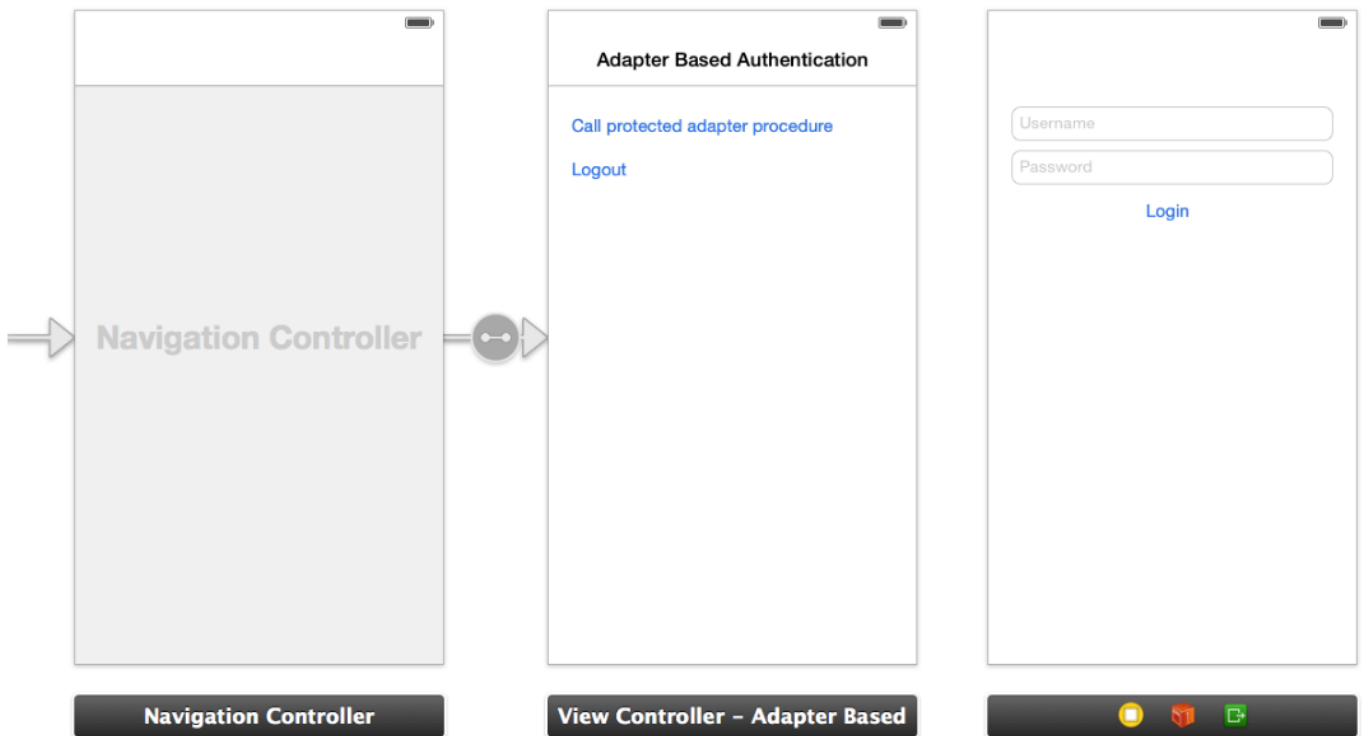 Navigation Controller
Navigation Controller
Adapter Based Authentication
Call protected adapter procedure
Logout
View Controller – Adapter Based
Username
Password
Login